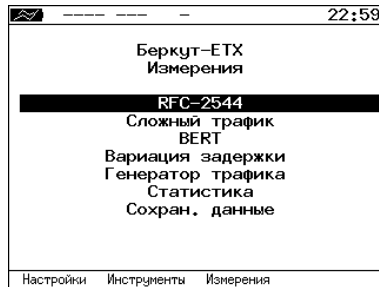 22:59
Беркут-ETX
Измерения
RFC-2544
Сложный трафик
BERT
Вариация задержки
Генератор трафика
Статистика
Сохран. данные
Настройки Инструменты Измерения